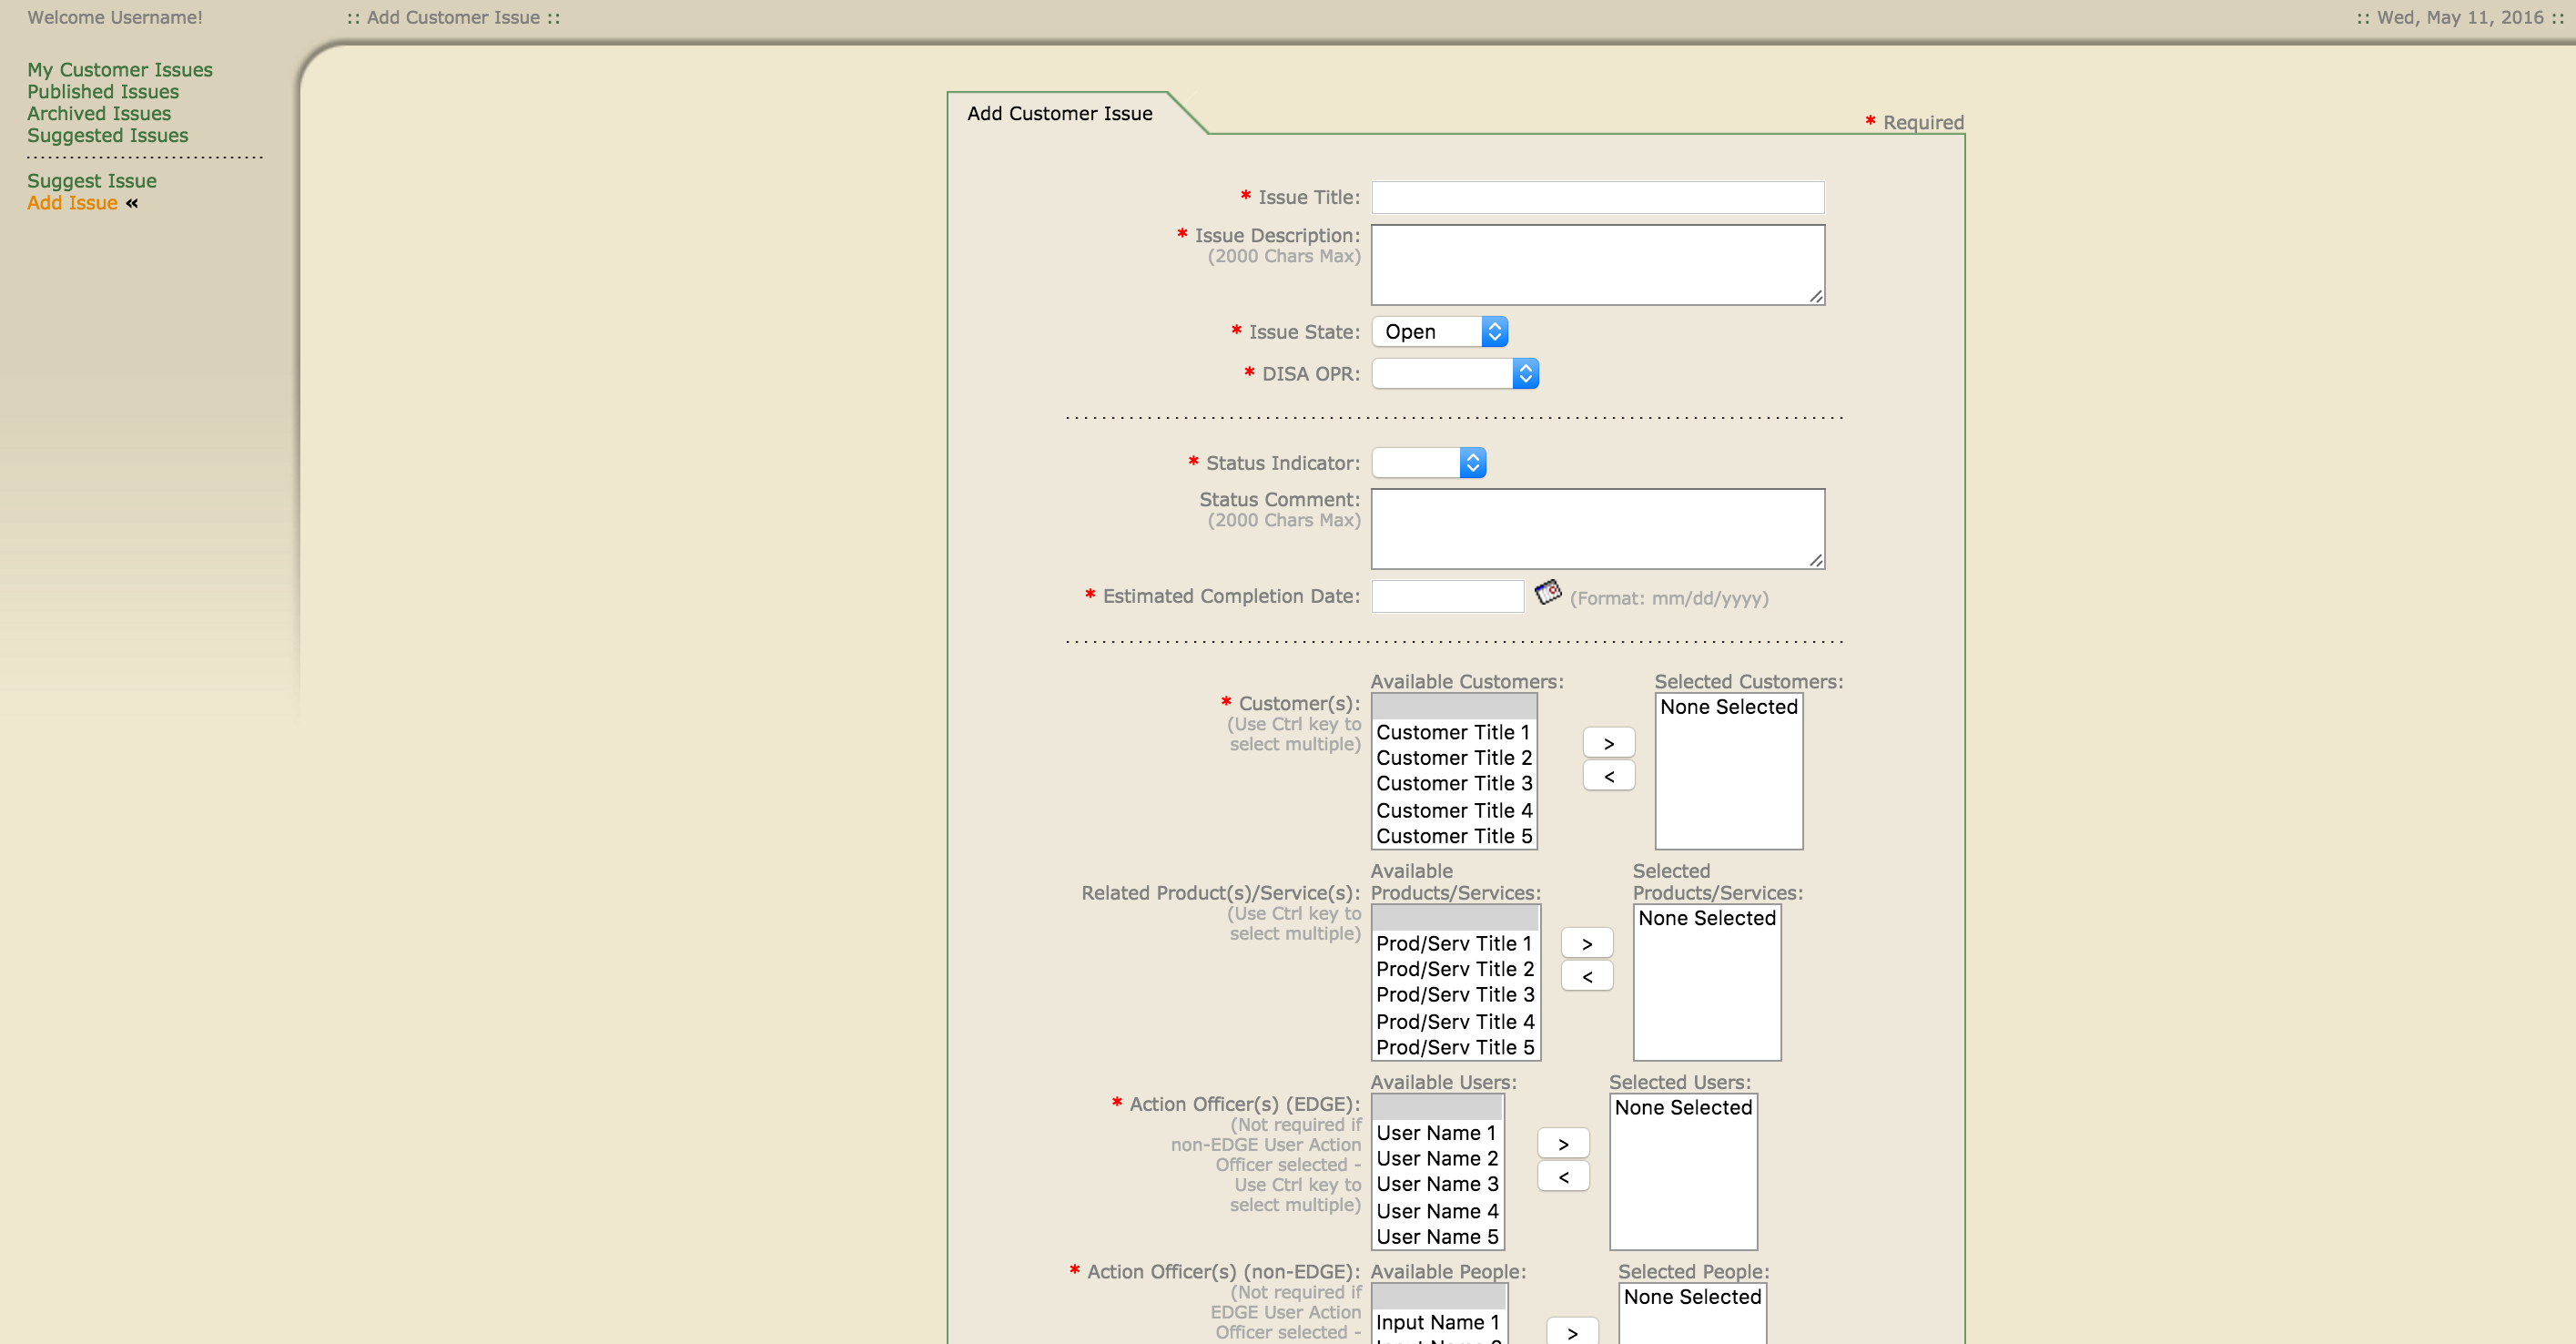 Welcome Username!
:: Add Customer Issue ::
:: Wed, May 11, 2016 ::
My Customer Issues
Published Issues
Archived Issues
Suggested Issues
Suggest Issue
Add Issue «
Add Customer Issue
* Required
* Issue Title:
* Issue Description:
(2000 Chars Max)
* Issue State: Open
* DISA OPR:
* Status Indicator:
Status Comment:
(2000 Chars Max)
* Estimated Completion Date: (Format: mm/dd/yyyy)
Available Customers: Selected Customers:
* Customer(s):
(Use Ctrl key to
select multiple)
Customer Title 1
Customer Title 2
Customer Title 3
Customer Title 4
Customer Title 5
>
<
None Selected
Available
Products/Services:
Selected
Products/Services:
Related Product(s)/Service(s):
(Use Ctrl key to
select multiple)
Prod/Serv Title 1
Prod/Serv Title 2
Prod/Serv Title 3
Prod/Serv Title 4
Prod/Serv Title 5
>
<
None Selected
Available Users: Selected Users:
* Action Officer(s) (EDGE):
(Not required if
non-EDGE User Action
Officer selected -
Use Ctrl key to
select multiple)
User Name 1
User Name 2
User Name 3
User Name 4
User Name 5
>
<
None Selected
* Action Officer(s) (non-EDGE): Available People: Selected People:
(Not required if
EDGE User Action
Officer selected -
Input Name 1
>
None Selected